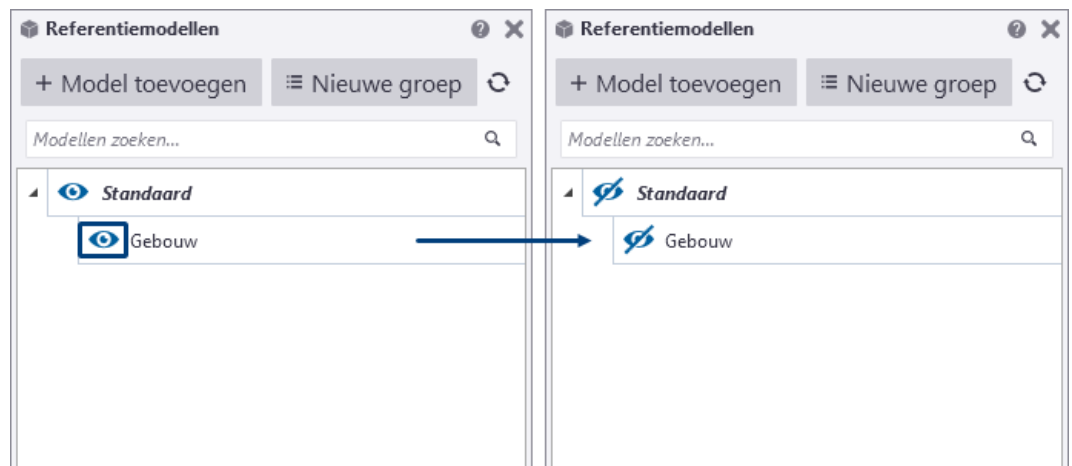 Referentiemodellen
+ Model toevoegen
Nieuwe groep
Modellen zoeken...
Standaard
Gebouw
Referentiemodellen
+ Model toevoegen
Nieuwe groep
Modellen zoeken...
Standaard
Gebouw